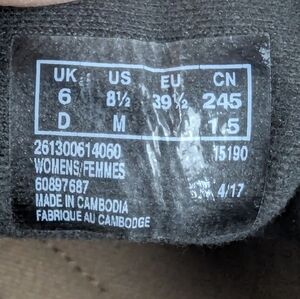 UK US EU CN
6 8½ 39½ 245
D M 1.5
261300614060 15190
WOMENS/FEMMES
60897687
MADE IN CAMBODIA 4/17
FABRIQUE AU CAMBODGE